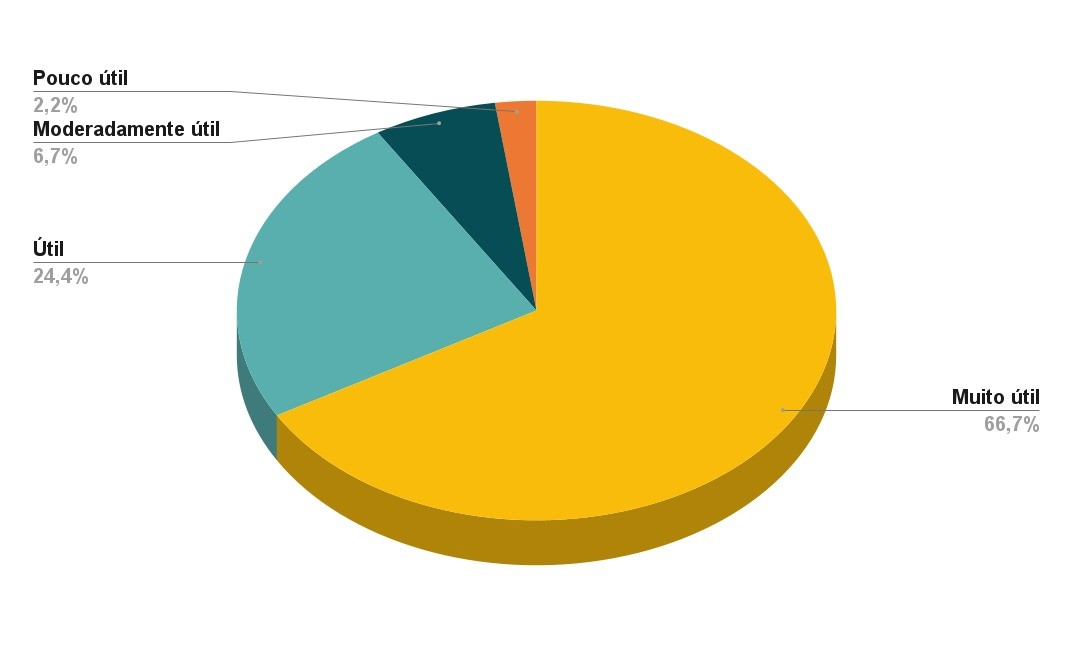 Pouco útil
2,2%
Moderadamente útil
6,7%
Útil
24,4%
Muito útil
66,7%